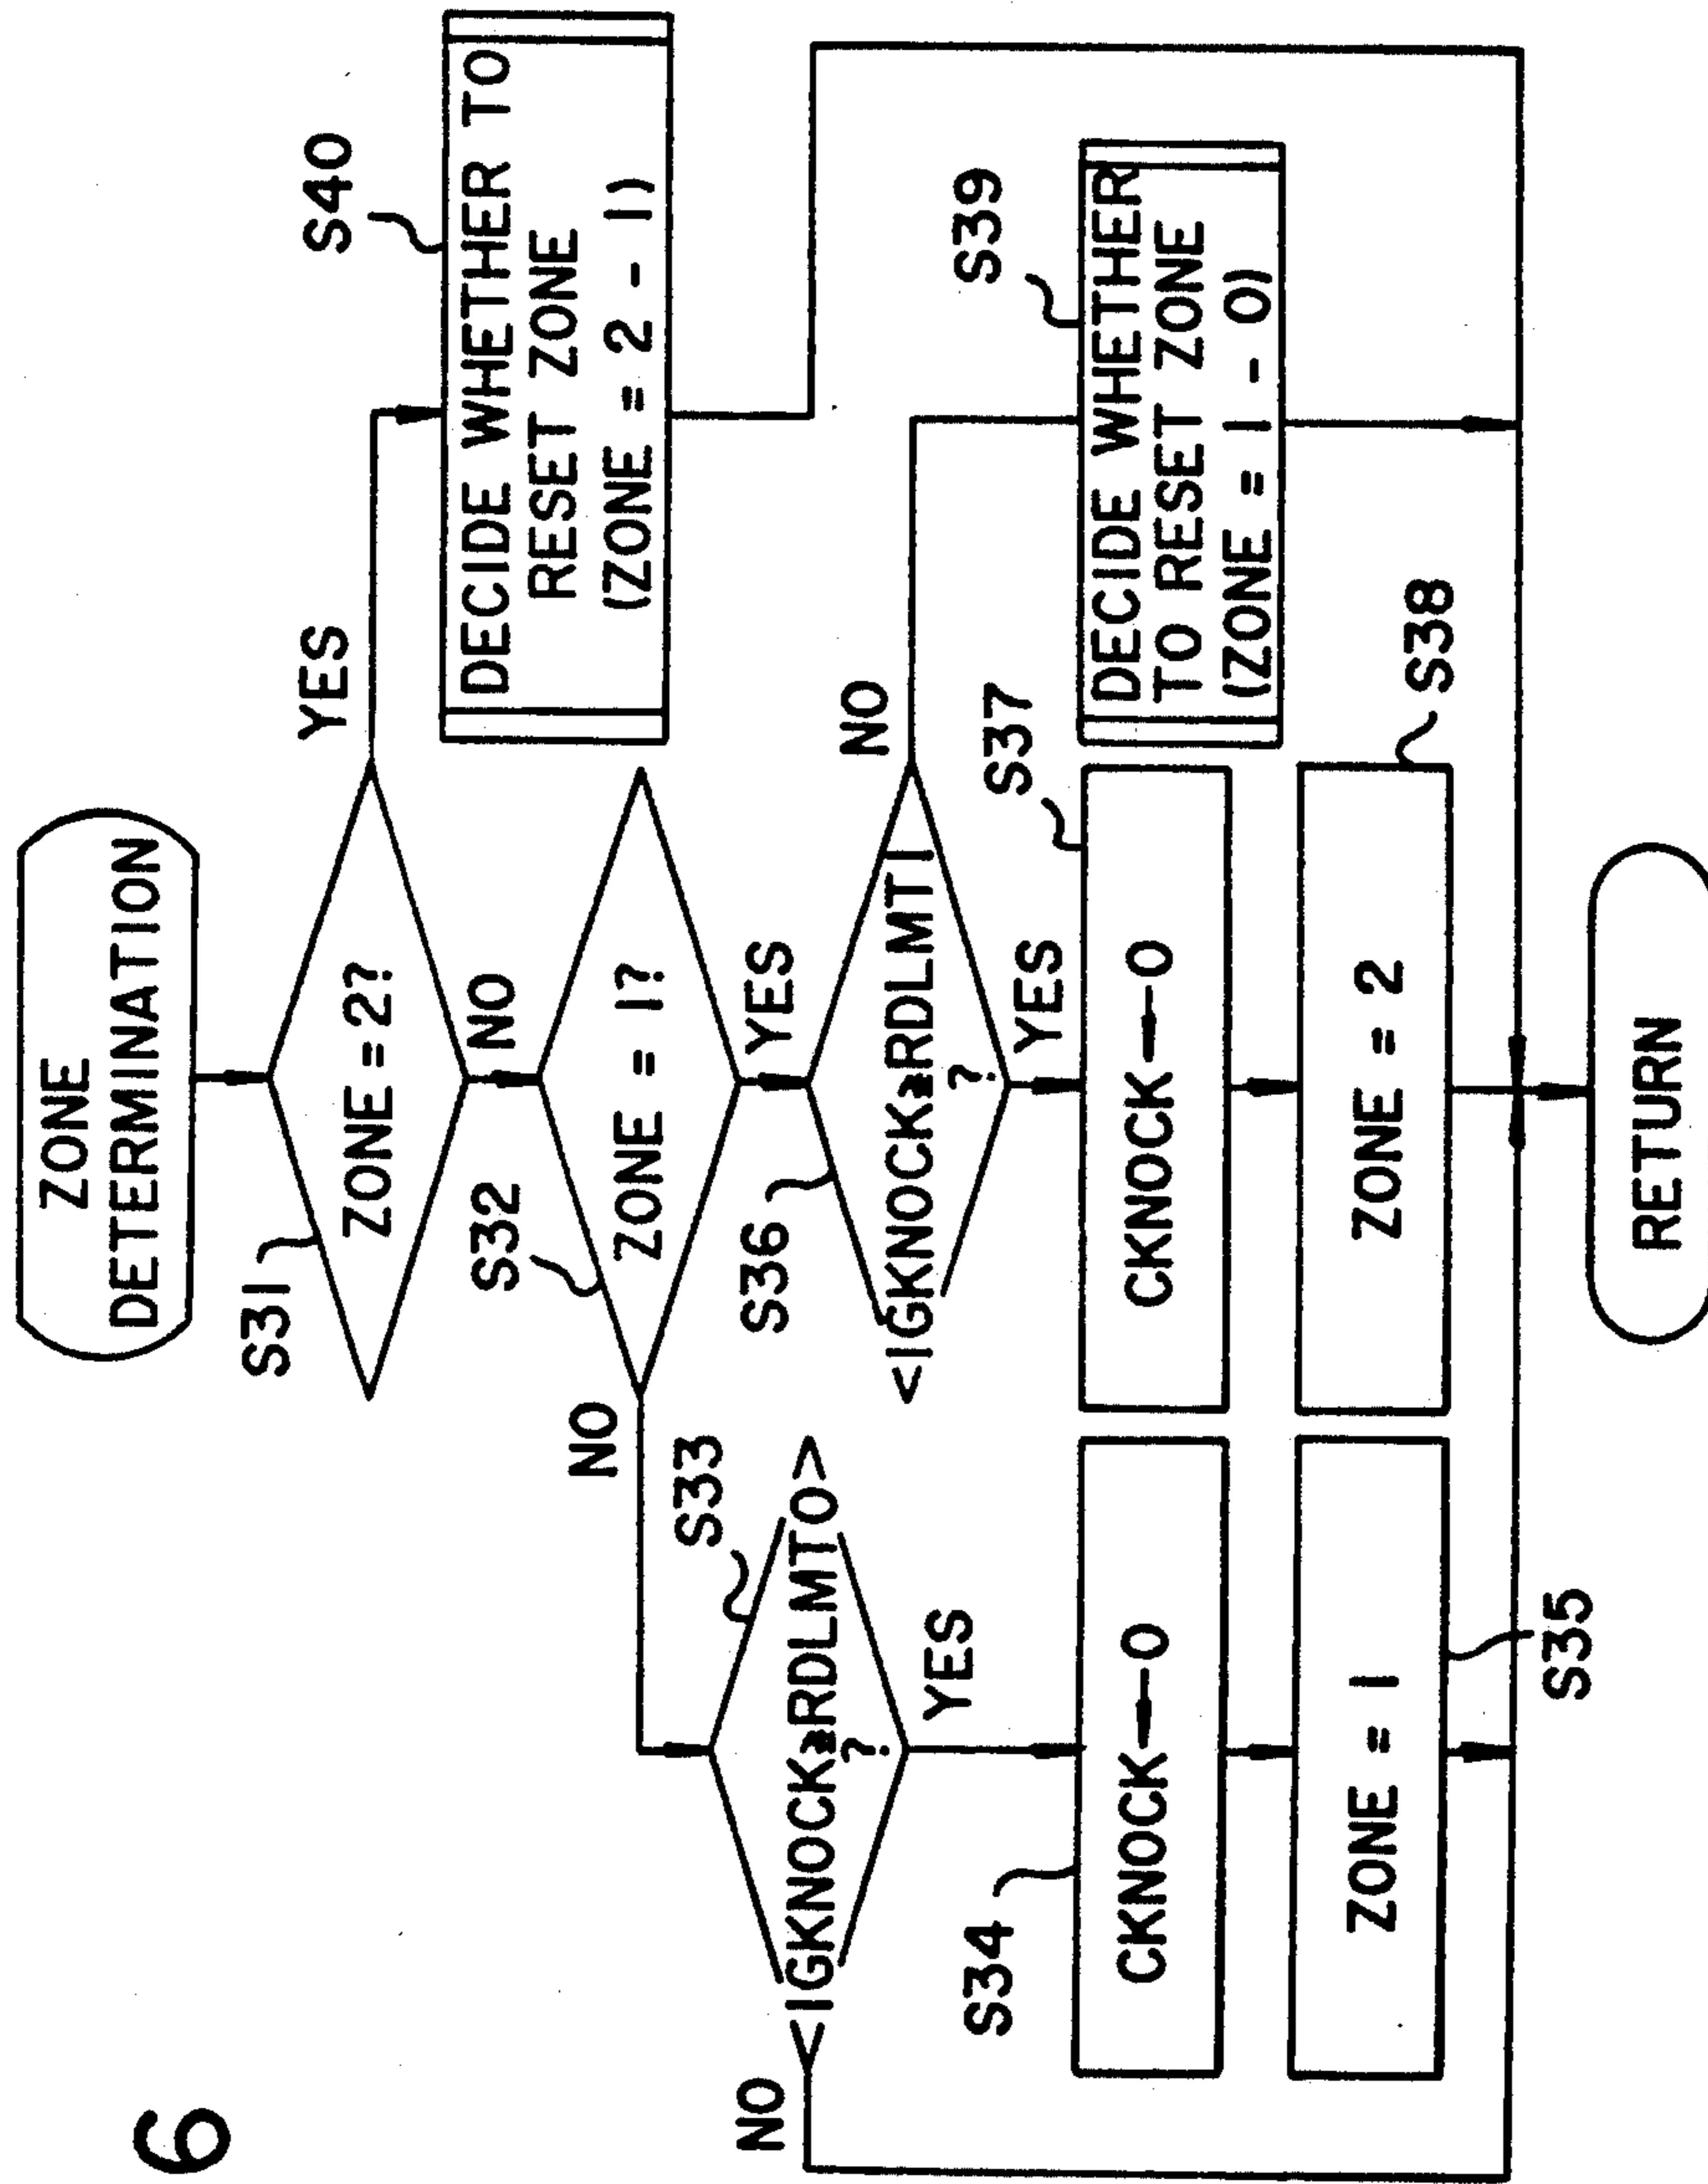 6
ZONE
DETERMINATION
S31
ZONE = 2?
YES
NO
S40
DECIDE WHETHER TO
RESET ZONE
(ZONE = 2 - 1)
S32
ZONE = 1?
NO
YES
S33
IGKNOCK≥RDLMT0
?
NO
YES
S36
IGKNOCK≥RDLMT1
?
NO
YES
S34
CKNOCK←0
S37
CKNOCK←0
S39
DECIDE WHETHER
TO RESET ZONE
(ZONE = 1 - 0)
ZONE = 1
S35
ZONE = 2
S38
RETURN